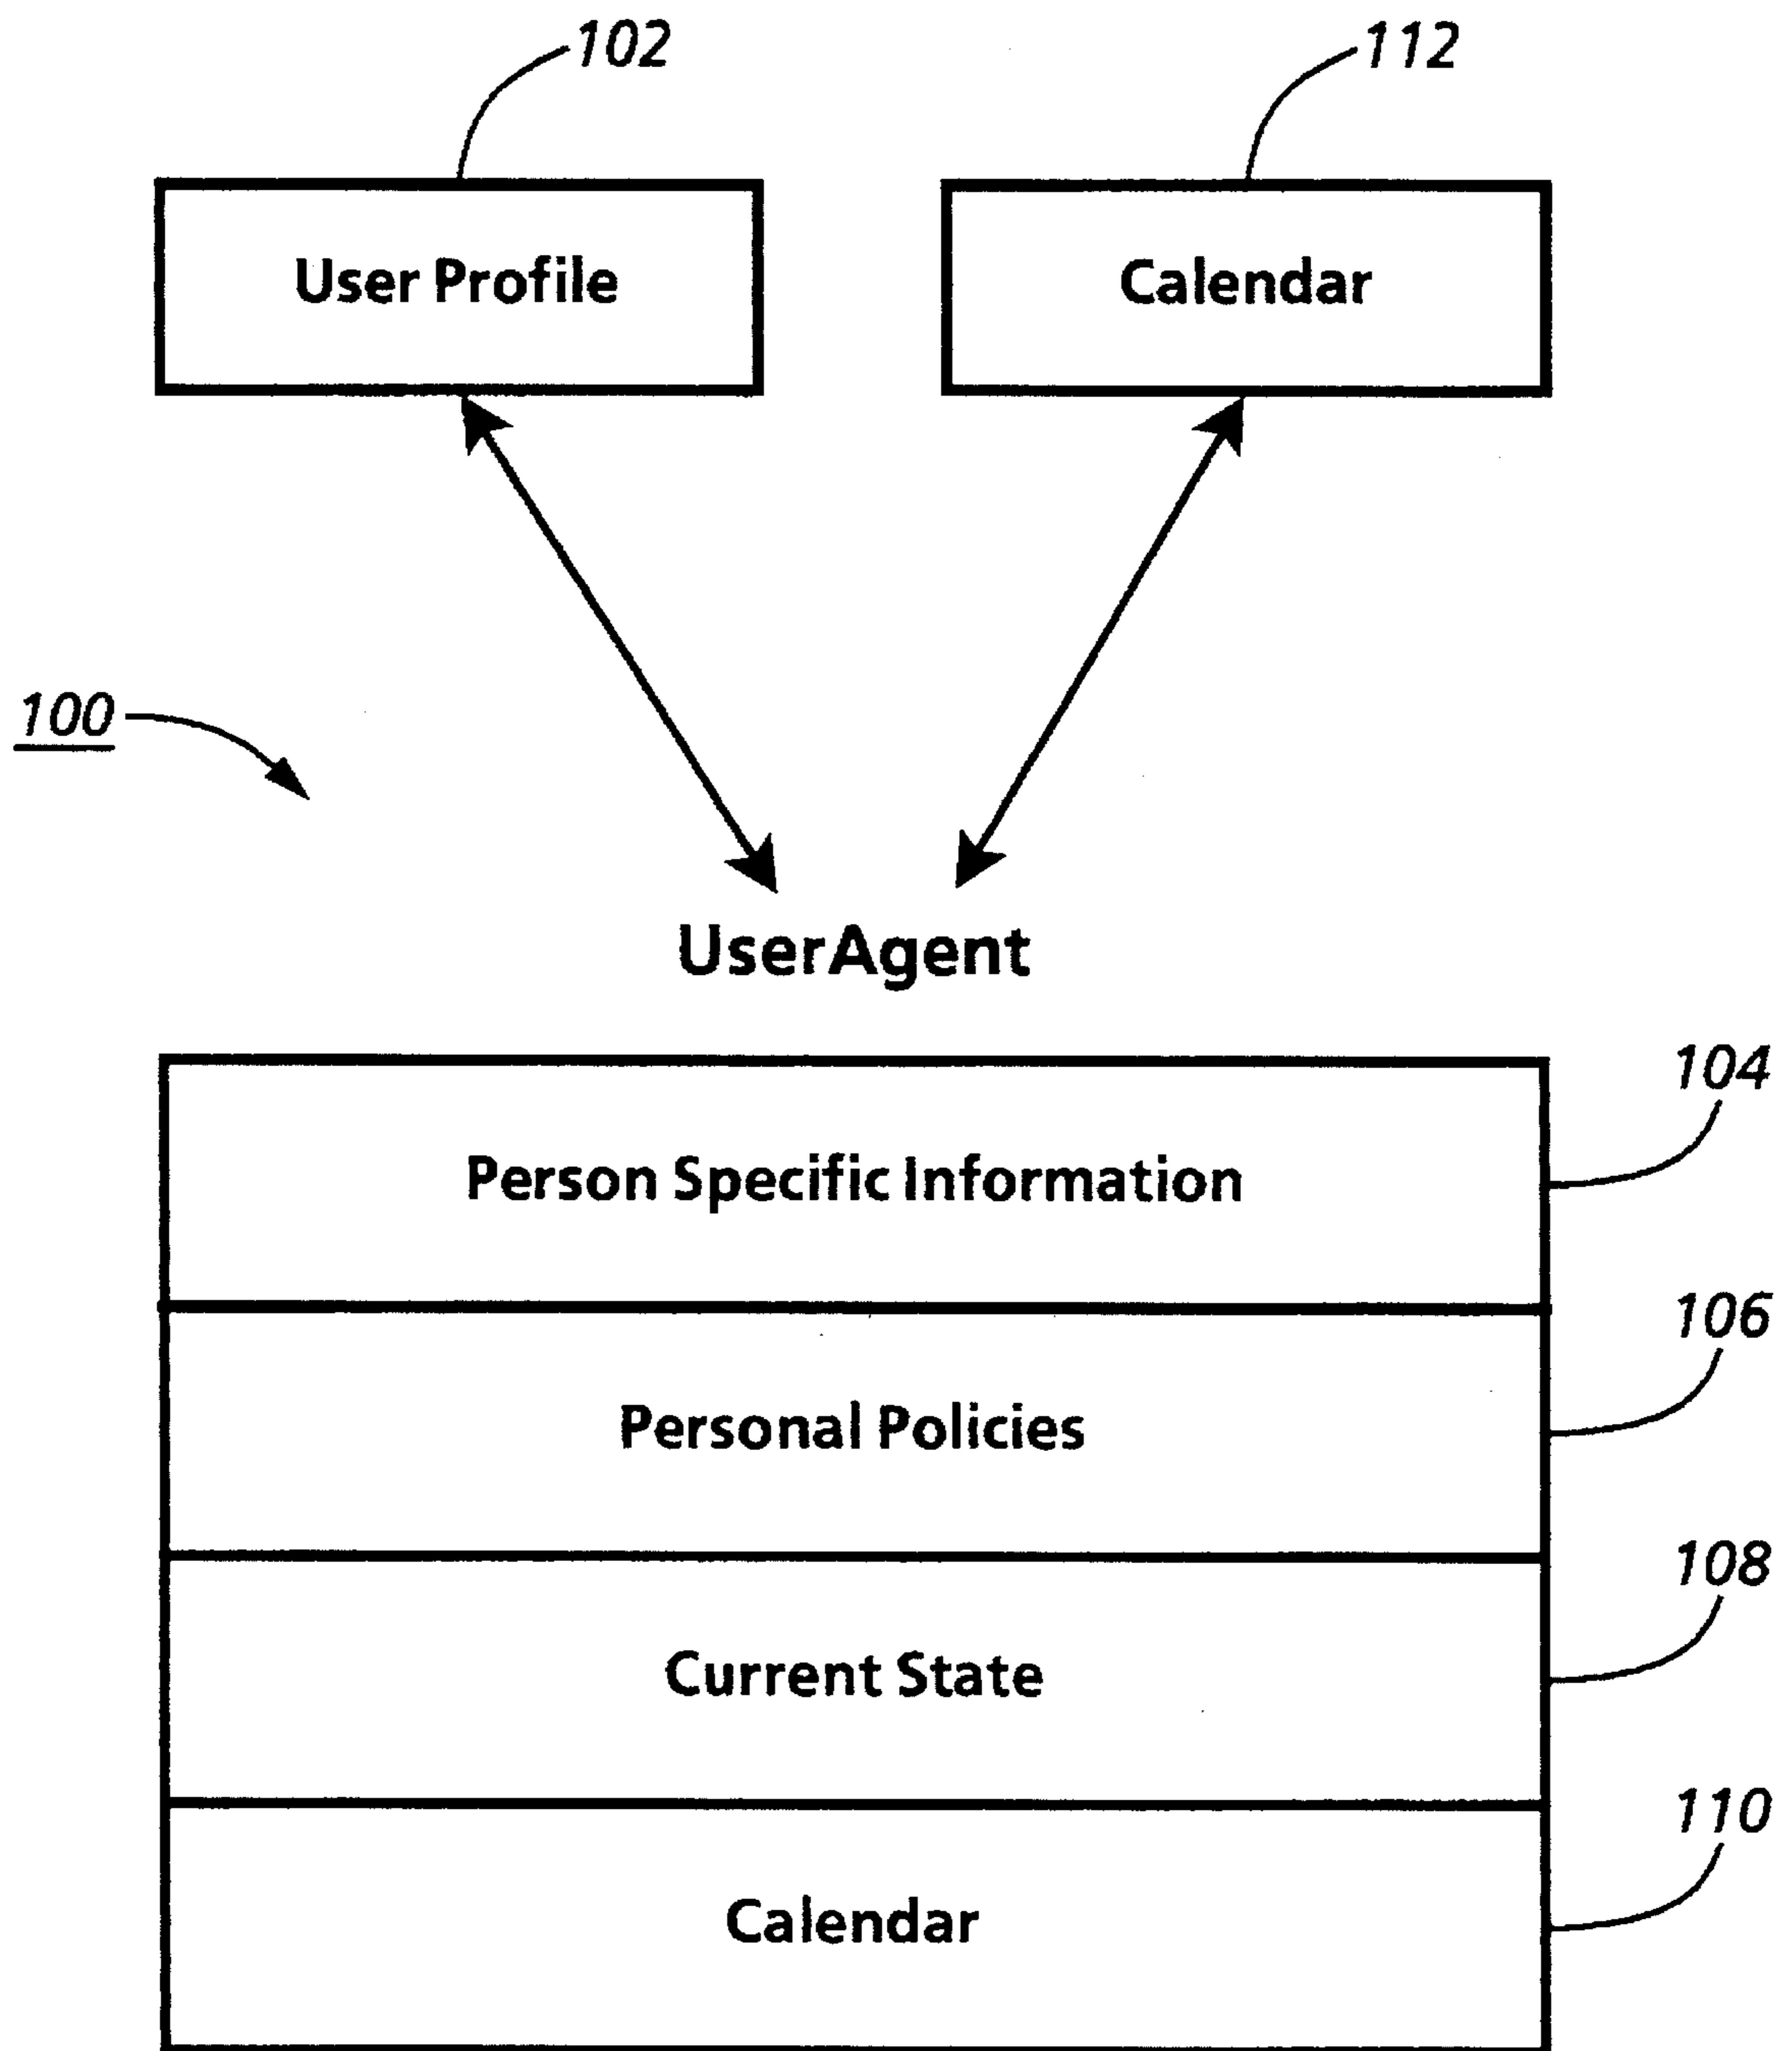 102
112
User Profile
Calendar
100
UserAgent
104
Person Specific Information
106
Personal Policies
108
Current State
110
Calendar